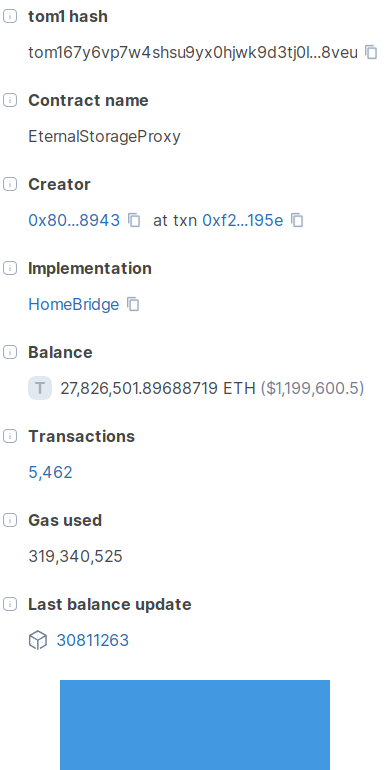 tom1 hash
tom167y6vp7w4shsu9yx0hjwk9d3tj0l...8veu
Contract name
EternalStorageProxy
Creator
0x80...8943 at txn 0xf2...195e
Implementation
HomeBridge
Balance
T 27,826,501.89688719 ETH ($1,199,600.5)
Transactions
5,462
Gas used
319,340,525
Last balance update
30811263